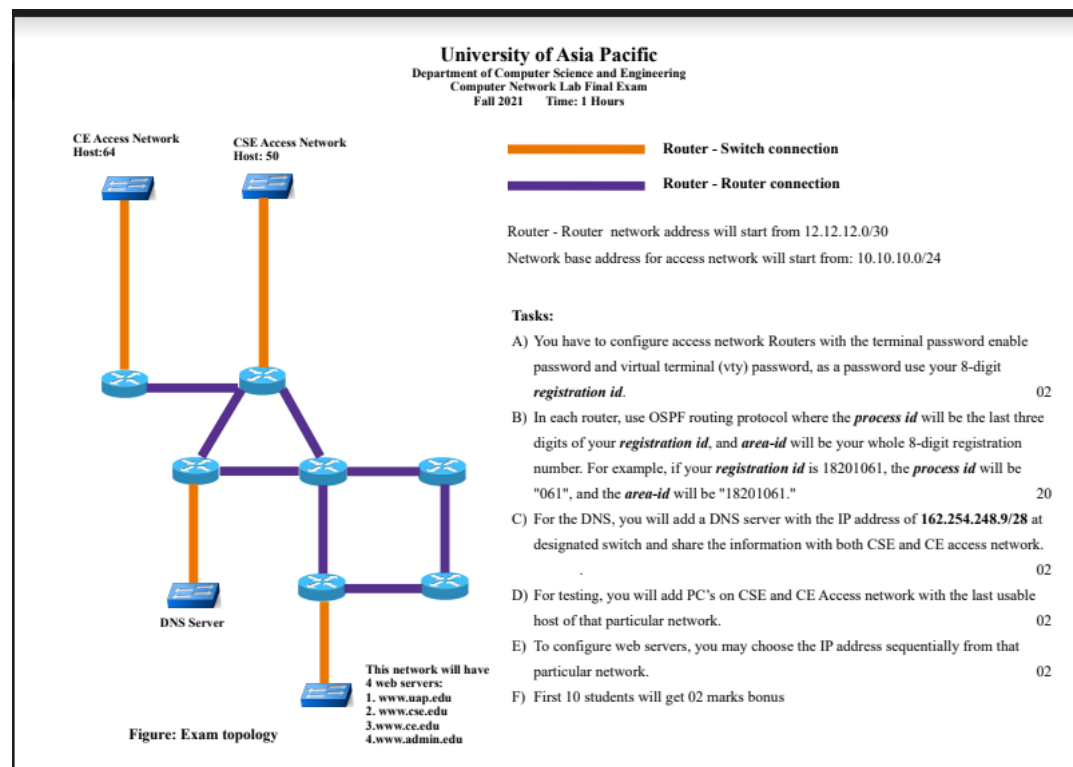 University of Asia Pacific
Department of Computer Science and Engineering
Computer Network Lab Final Exam
Fall 2021 Time: 1 Hours
CE Access Network
Host:64
CSE Access Network
Host: 50
Router - Switch connection
Router - Router connection
Router - Router network address will start from 12.12.12.0/30
Network base address for access network will start from: 10.10.10.0/24
Tasks:
A) You have to configure access network Routers with the terminal password enable
password and virtual terminal (vty) password, as a password use your 8-digit
registration id. 02
B) In each router, use OSPF routing protocol where the process id will be the last three
digits of your registration id, and area-id will be your whole 8-digit registration
number. For example, if your registration id is 18201061, the process id will be
"061", and the area-id will be "18201061." 20
C) For the DNS, you will add a DNS server with the IP address of 162.254.248.9/28 at
designated switch and share the information with both CSE and CE access network.
. 02
D) For testing, you will add PC's on CSE and CE Access network with the last usable
host of that particular network. 02
E) To configure web servers, you may choose the IP address sequentially from that
particular network. 02
F) First 10 students will get 02 marks bonus
DNS Server
This network will have
4 web servers:
1. www.uap.edu
2. www.cse.edu
3.www.ce.edu
4.www.admin.edu
Figure: Exam topology